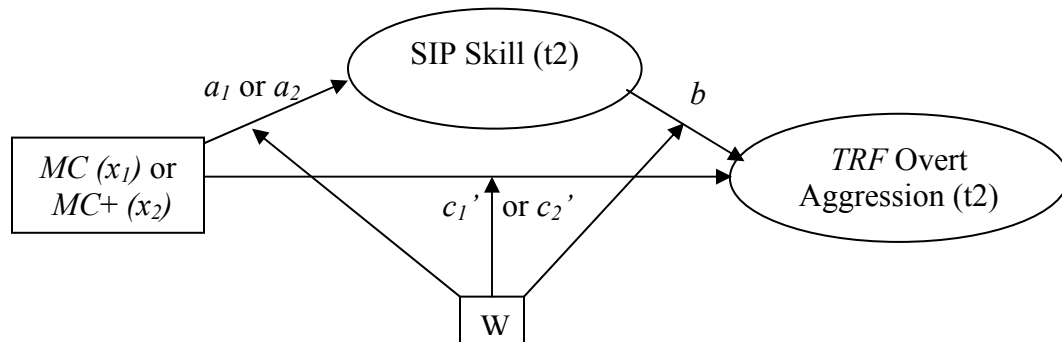 SIP Skill (t2)
a1 or a2
b
MC (x1) or
MC+ (x2)
TRF Overt
Aggression (t2)
c1’ or c2’
W